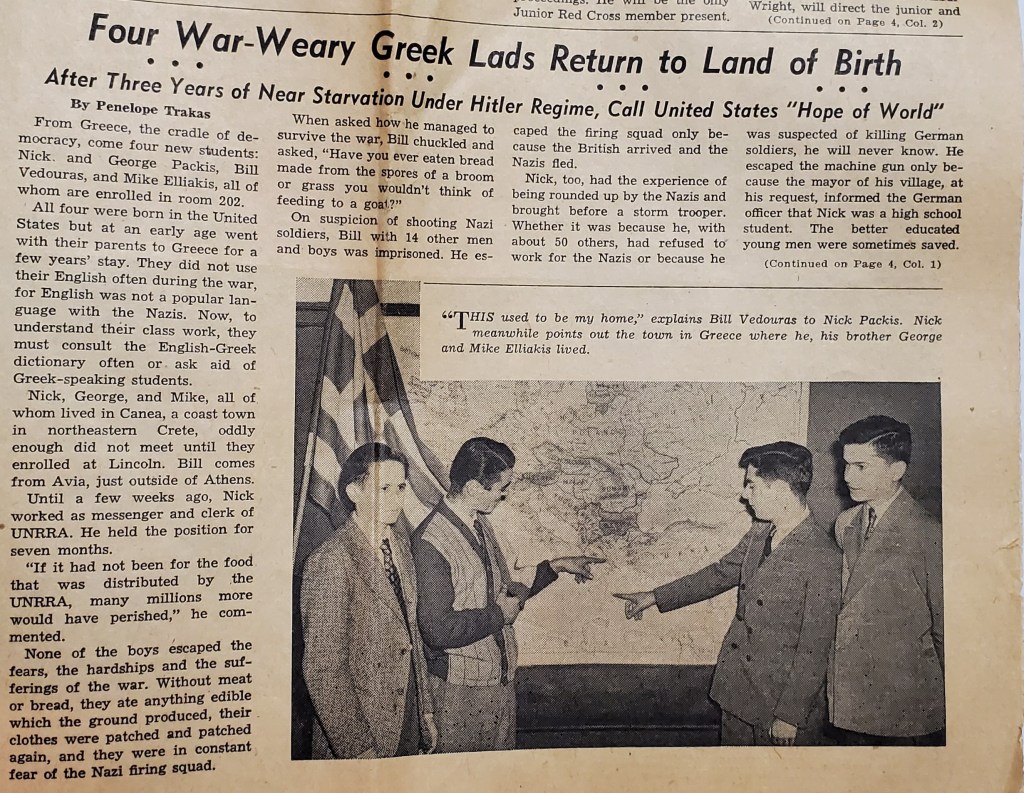 Junior Red Cross member present.
Wright, will direct the junior and
(Continued on Page 4, Col. 2)
Four War-Weary Greek Lads Return to Land of Birth
After Three Years of Near Starvation Under Hitler Regime, Call United States "Hope of World"
By Penelope Trakas
From Greece, the cradle of de-
mocracy, come four new students:
Nick and George Packis, Bill
Vedouras, and Mike Elliakis, all of
whom are enrolled in room 202.
All four were born in the United
States but at an early age went
with their parents to Greece for a
few years' stay. They did not use
their English often during the war,
for English was not a popular lan-
guage with the Nazis. Now, to
understand their class work, they
must consult the English-Greek
dictionary often or ask aid of
Greek-speaking students.
Nick, George, and Mike, all of
whom lived in Canea, a coast town
in northeastern Crete, oddly
enough did not meet until they
enrolled at Lincoln. Bill comes
from Avia, just outside of Athens.
Until a few weeks ago, Nick
worked as messenger and clerk of
UNRRA. He held the position for
seven months.
"If it had not been for the food
that was distributed by the
UNRRA, many millions more
would have perished," he com-
mented.
None of the boys escaped the
fears, the hardships and the suf-
ferings of the war. Without meat
or bread, they ate anything edible
which the ground produced, their
clothes were patched and patched
again, and they were in constant
fear of the Nazi firing squad.
When asked how he managed to
survive the war, Bill chuckled and
asked, "Have you ever eaten bread
made from the spores of a broom
or grass you wouldn't think of
feeding to a goat?"
On suspicion of shooting Nazi
soldiers, Bill with 14 other men
and boys was imprisoned. He es-
caped the firing squad only be-
cause the British arrived and the
Nazis fled.
Nick, too, had the experience of
being rounded up by the Nazis and
brought before a storm trooper.
Whether it was because he, with
about 50 others, had refused to
work for the Nazis or because he
was suspected of killing German
soldiers, he will never know. He
escaped the machine gun only be-
cause the mayor of his village, at
his request, informed the German
officer that Nick was a high school
student. The better educated
young men were sometimes saved.
(Continued on Page 4, Col. 1)
"THIS used to be my home," explains Bill Vedouras to Nick Packis. Nick
meanwhile points out the town in Greece where he, his brother George
and Mike Elliakis lived.